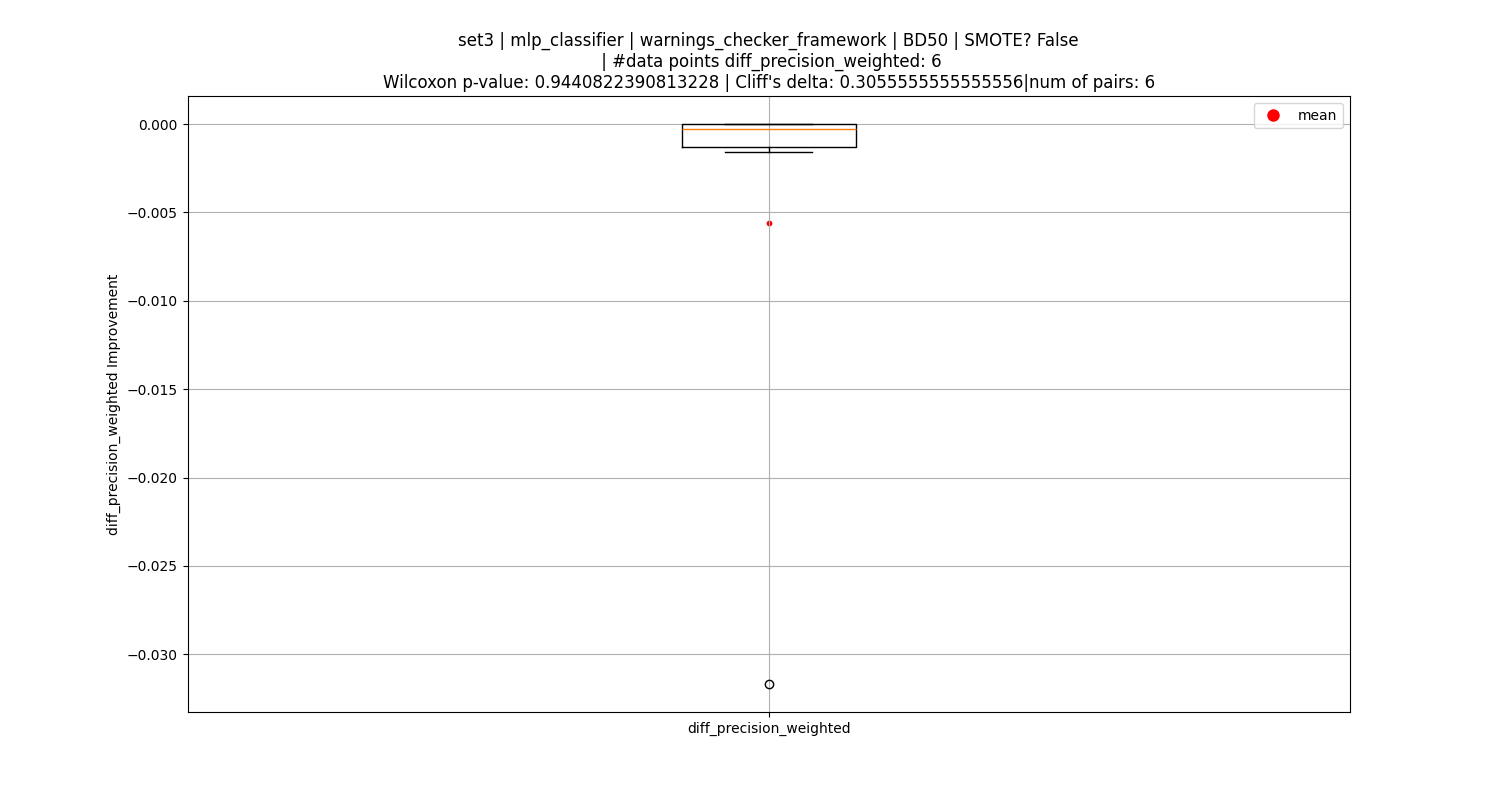 set3 | mlp_classifier | warnings_checker_framework | BD50 | SMOTE? False
| #data points diff_precision_weighted: 6
Wilcoxon p-value: 0.9440822390813228 | Cliff's delta: 0.3055555555555556|num of pairs: 6
mean
0.000
−0.005
−0.010
−0.015
−0.020
−0.025
−0.030
diff_precision_weighted Improvement
diff_precision_weighted